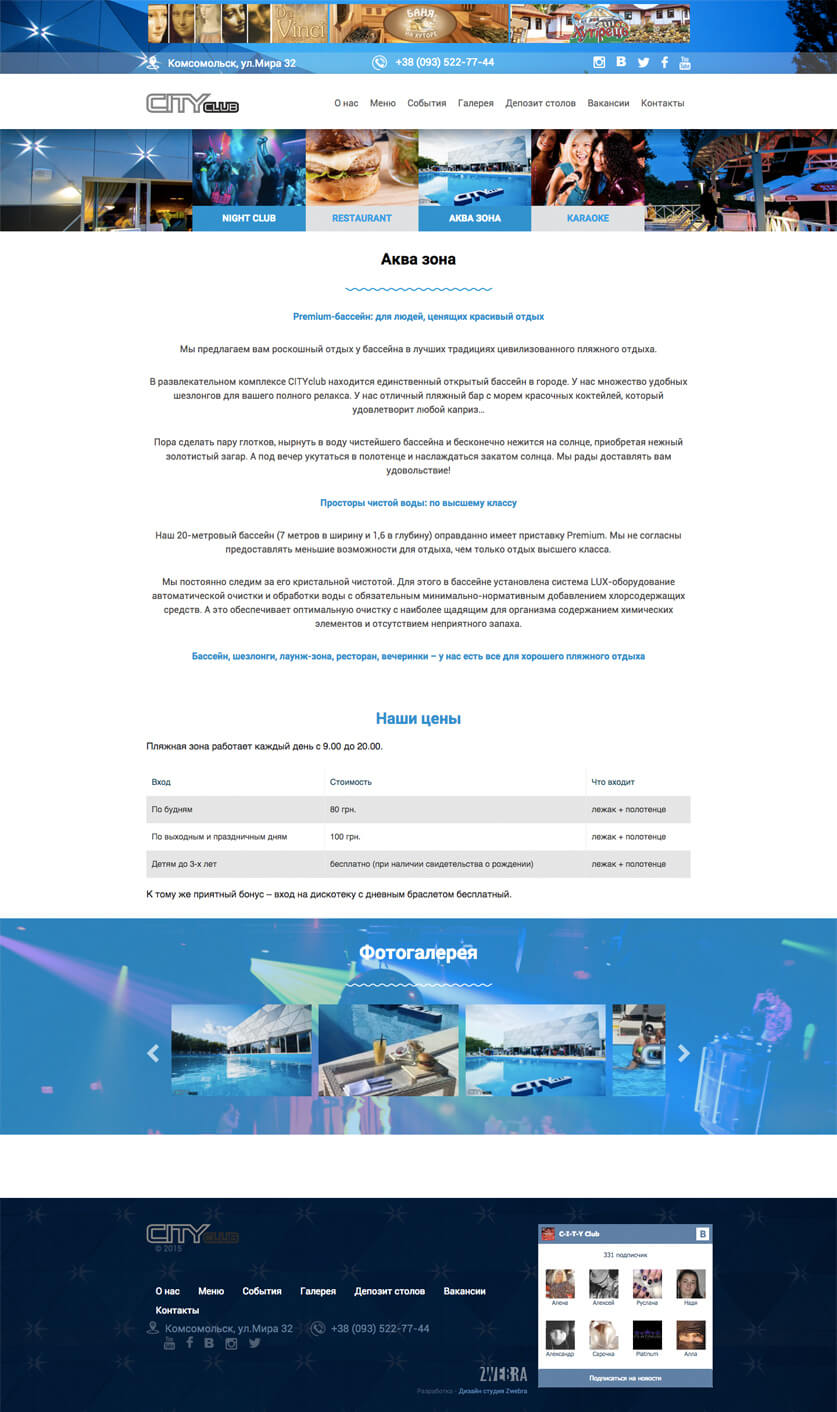 Da Vinci
БАНЯ
НА ХУТОРЕ
Хутрець
Комсомольск, ул.Мира 32
+38 (093) 522-77-44
CITY CLUB
О нас
Меню
События
Галерея
Депозит столов
Вакансии
Контакты
NIGHT CLUB
RESTAURANT
АКВА ЗОНА
KARAOKE
Аква зона
Premium-бассейн: для людей, ценящих красивый отдых
Мы предлагаем вам роскошный отдых у бассейна в лучших традициях цивилизованного пляжного отдыха.
В развлекательном комплексе CITYclub находится единственный открытый бассейн в городе. У нас множество удобных
шезлонгов для вашего полного релакса. У нас отличный пляжный бар с морем красочных коктейлей, который
удовлетворит любой каприз...
Пора сделать пару глотков, нырнуть в воду чистейшего бассейна и бесконечно нежится на солнце, приобретая нежный
золотистый загар. А под вечер укутаться в полотенце и наслаждаться закатом солнца. Мы рады доставлять вам
удовольствие!
Просторы чистой воды: по высшему классу
Наш 20-метровый бассейн (7 метров в ширину и 1,6 в глубину) оправданно имеет приставку Premium. Мы не согласны
предоставлять меньшие возможности для отдыха, чем только отдых высшего класса.
Мы постоянно следим за его кристальной чистотой. Для этого в бассейне установлена система LUX-оборудование
автоматической очистки и обработки воды с обязательным минимально-нормативным добавлением хлорсодержащих
средств. А это обеспечивает оптимальную очистку с наиболее щадящим для организма содержанием химических
элементов и отсутствием неприятного запаха.
Бассейн, шезлонги, лаунж-зона, ресторан, вечеринки – у нас есть все для хорошего пляжного отдыха
Наши цены
Пляжная зона работает каждый день с 9.00 до 20.00.
Вход
Стоимость
Что входит
По будням
80 грн.
лежак + полотенце
По выходным и праздничным дням
100 грн.
лежак + полотенце
Детям до 3-х лет
бесплатно (при наличии свидетельства о рождении)
лежак + полотенце
К тому же приятный бонус – вход на дискотеку с дневным браслетом бесплатный.
Фотогалерея
CITY CLUB
© 2015
О нас
Меню
События
Галерея
Депозит столов
Вакансии
Контакты
Комсомольск, ул.Мира 32
+38 (093) 522-77-44
C-I-T-Y Club
331 подписчик
Алена
Алексей
Руслана
Надя
Александр
Серочка
Platinum
Алла
Подписаться на новости
ZWEBRA
Разработка - Дизайн студия Zwebra